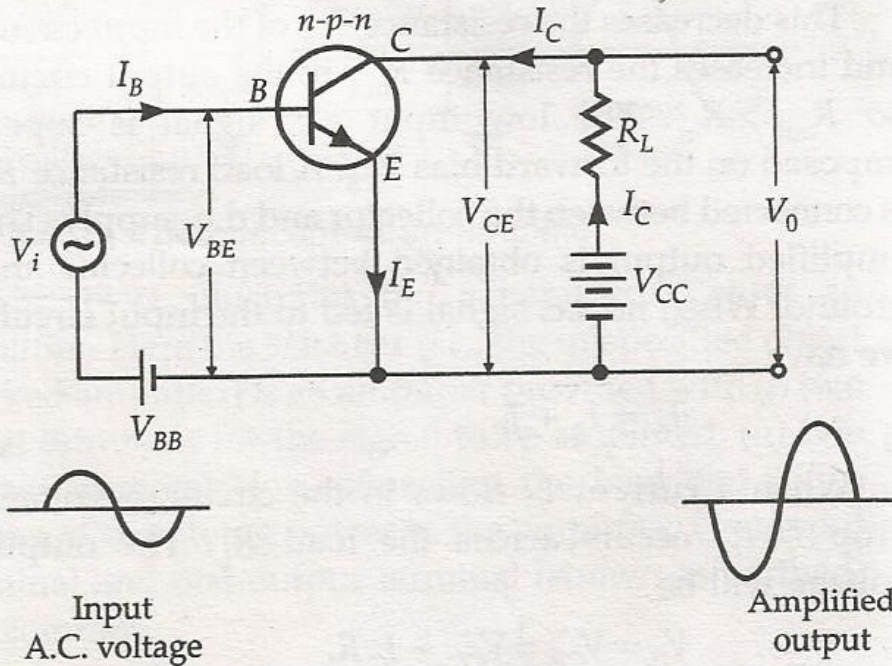 n-p-n
C
I_C
I_B
B
R_L
E
V_i
V_BE
V_CE
I_C
V_0
I_E
V_CC
V_BB
Input
A.C. voltage
Amplified
output